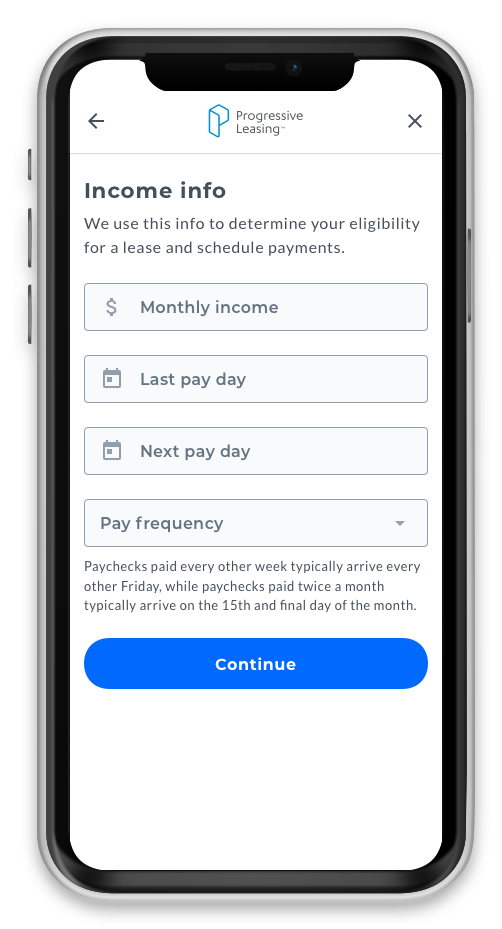 Progressive
Leasing™
Income info
We use this info to determine your eligibility
for a lease and schedule payments.
$ Monthly income
Last pay day
Next pay day
Pay frequency
Paychecks paid every other week typically arrive every
other Friday, while paychecks paid twice a month
typically arrive on the 15th and final day of the month.
Continue